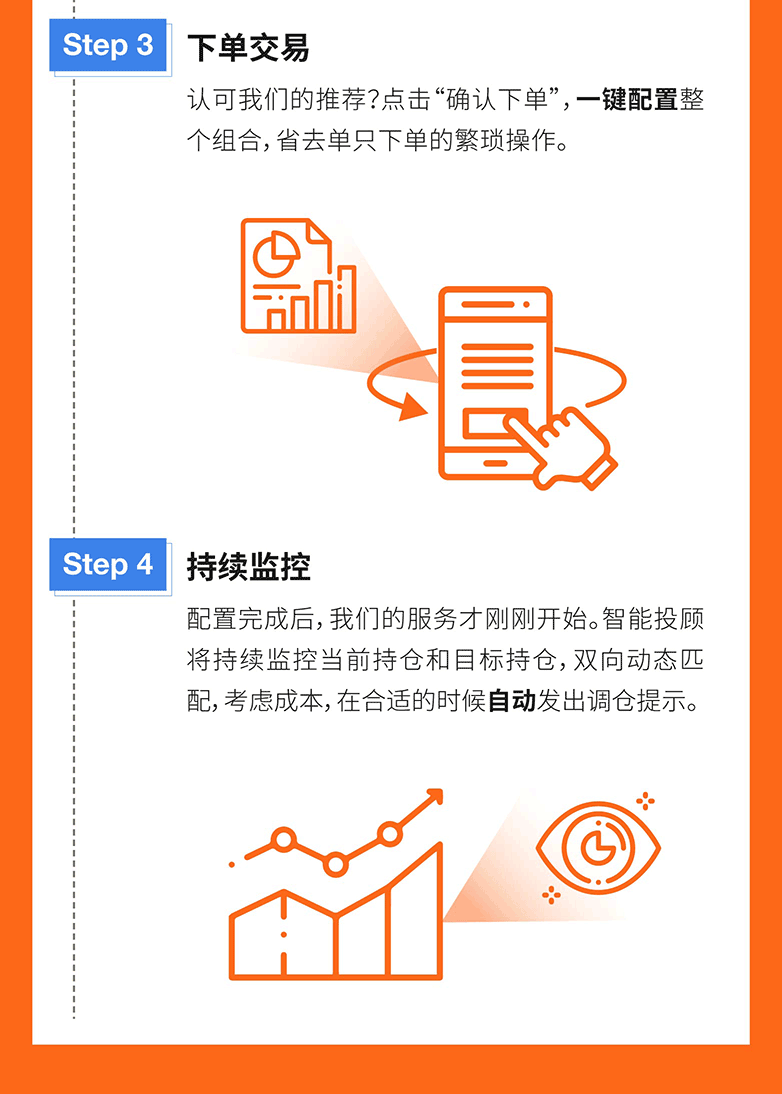 Step 3
下单交易
认可我们的推荐？点击“确认下单”，一键配置整
个组合，省去单只下单的繁琐操作。
Step 4
持续监控
配置完成后，我们的服务才刚刚开始。智能投顾
将持续监控当前持仓和目标持仓，双向动态匹
配，考虑成本，在合适的时候自动发出调仓提示。